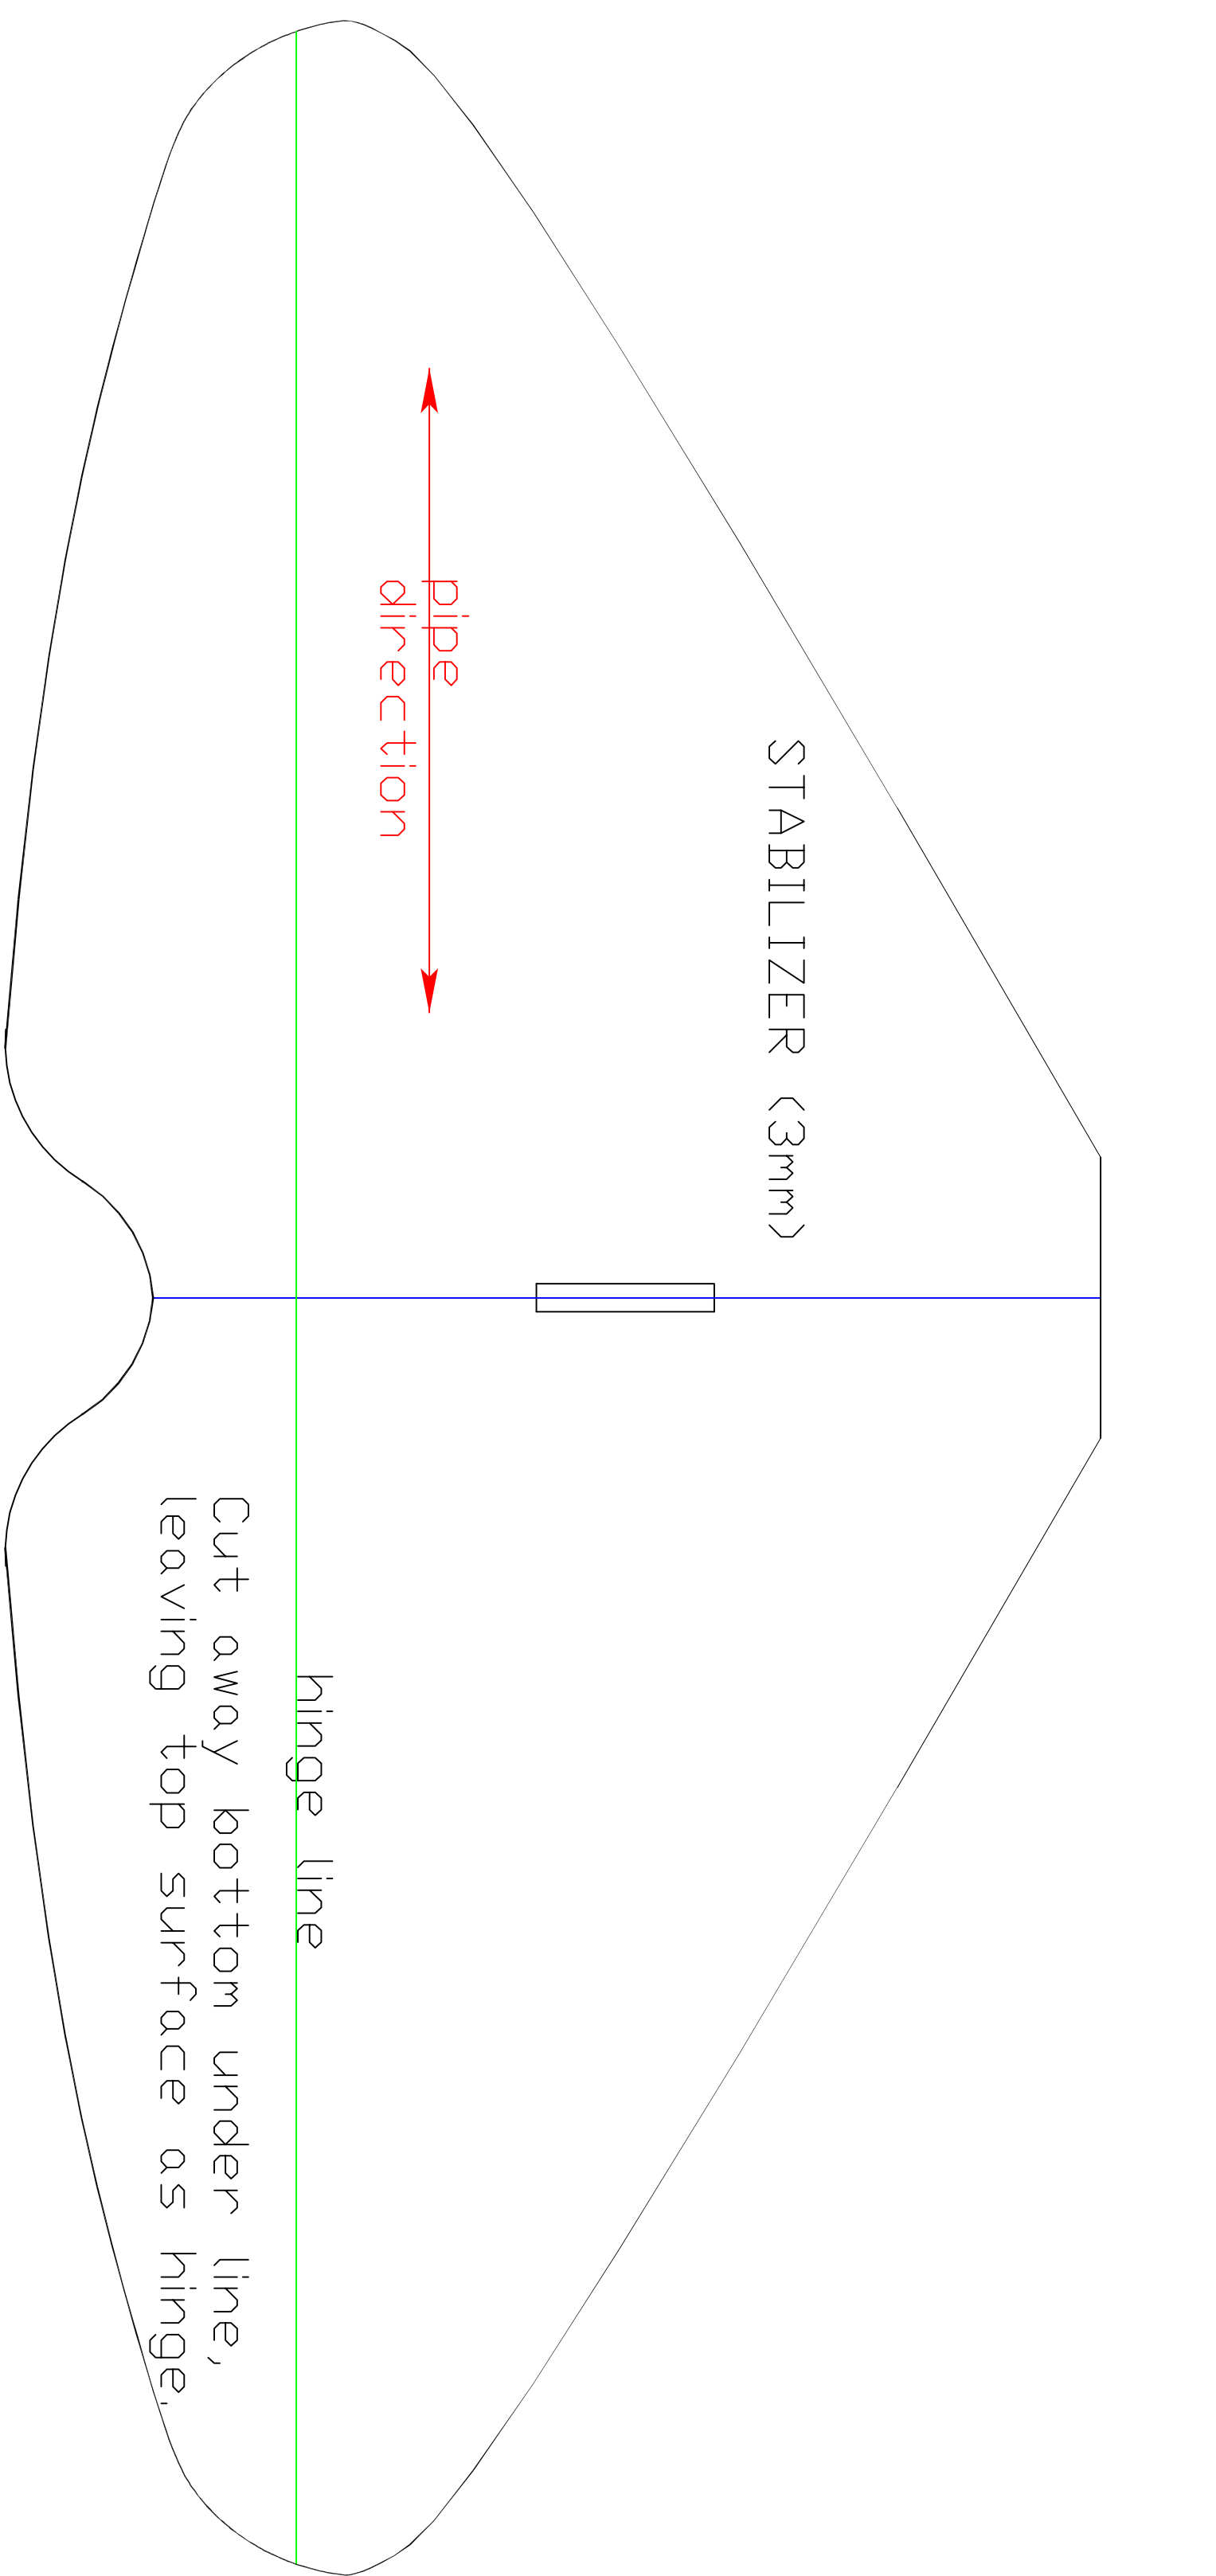 STABILIZER (3mm)
pipe
direction
hinge line
Cut away bottom under line,
leaving top surface as hinge.